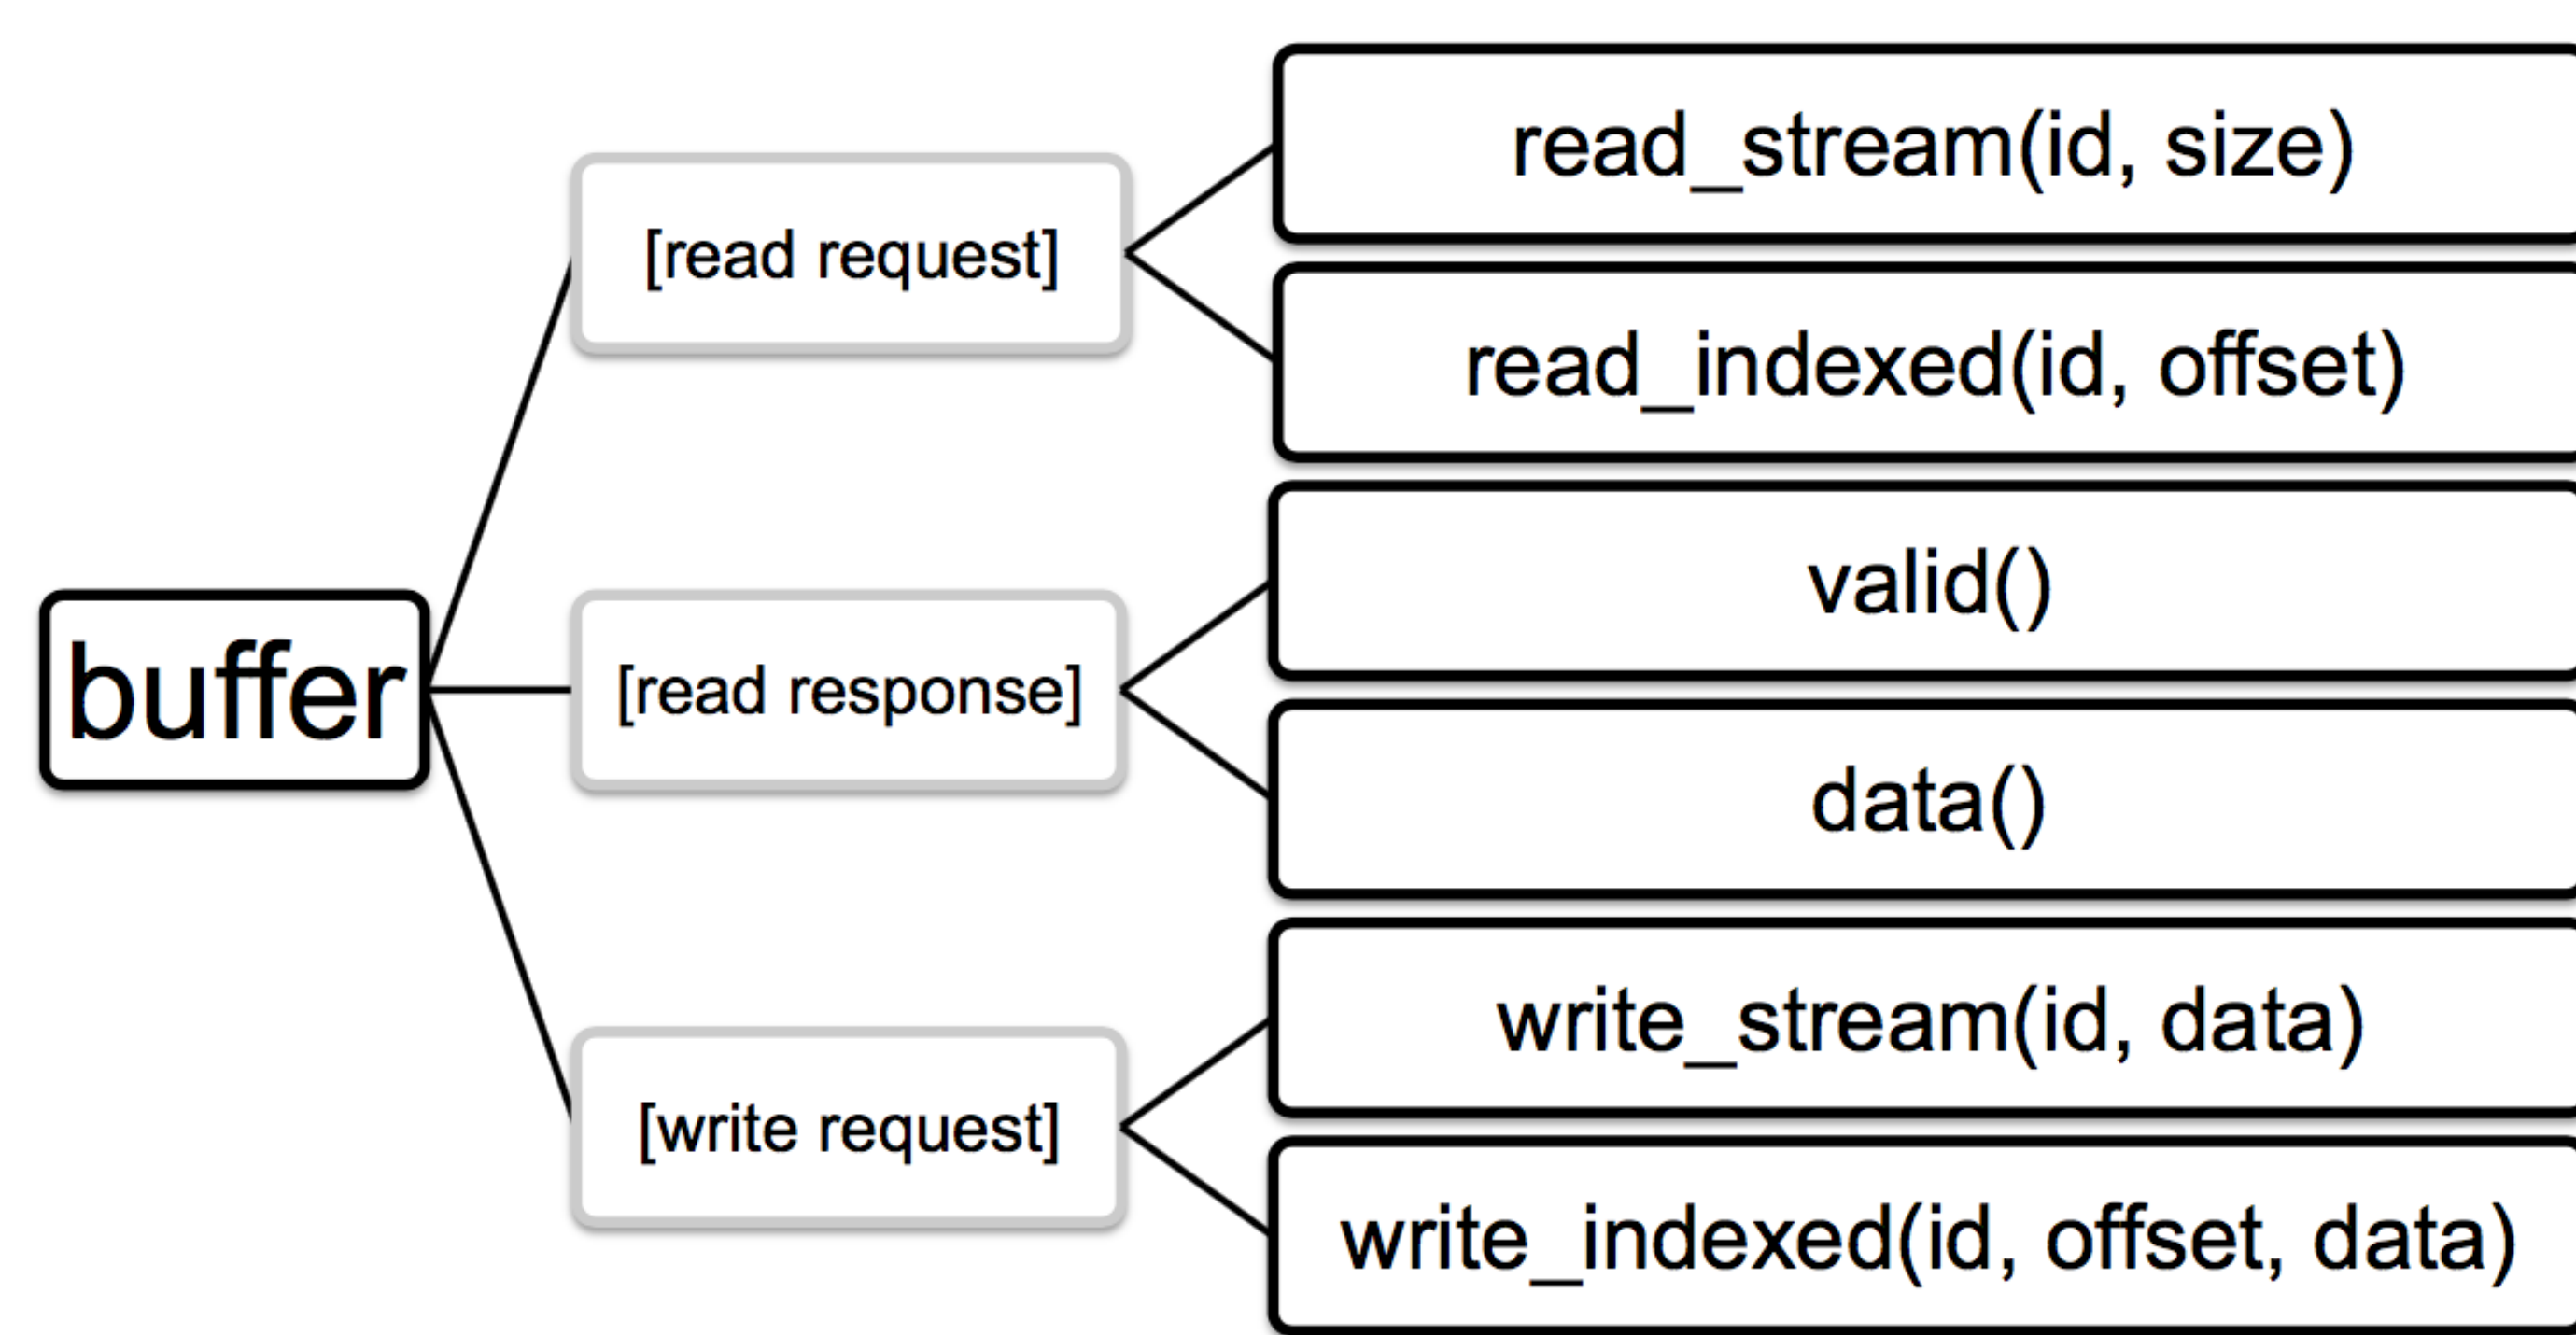 buffer
[read request]
read_stream(id, size)
read_indexed(id, offset)
[read response]
valid()
data()
[write request]
write_stream(id, data)
write_indexed(id, offset, data)